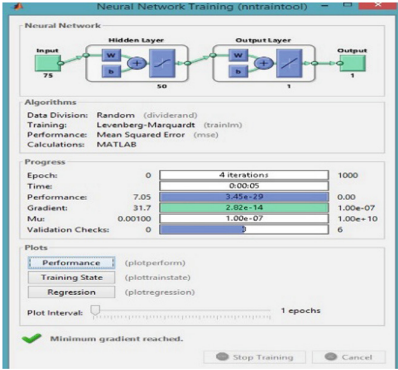 Neural Network Training (nntraintool)
Neural Network
Hidden Layer Output Layer
Input Output
W W
b b
75 50 1 1
Algorithms
Data Division: Random (dividerand)
Training: Levenberg-Marquardt (trainlm)
Performance: Mean Squared Error (mse)
Calculations: MATLAB
Progress
Epoch: 0 4 iterations 1000
Time: 0:00:05
Performance: 7.05 3.45e-29 0.00
Gradient: 31.7 2.82e-14 1.00e-07
Mu: 0.00100 1.00e-07 1.00e+10
Validation Checks: 0 6
Plots
Performance (plotperform)
Training State (plottrainstate)
Regression (plotregression)
Plot Interval: 1 epochs
Minimum gradient reached.
Stop Training Cancel